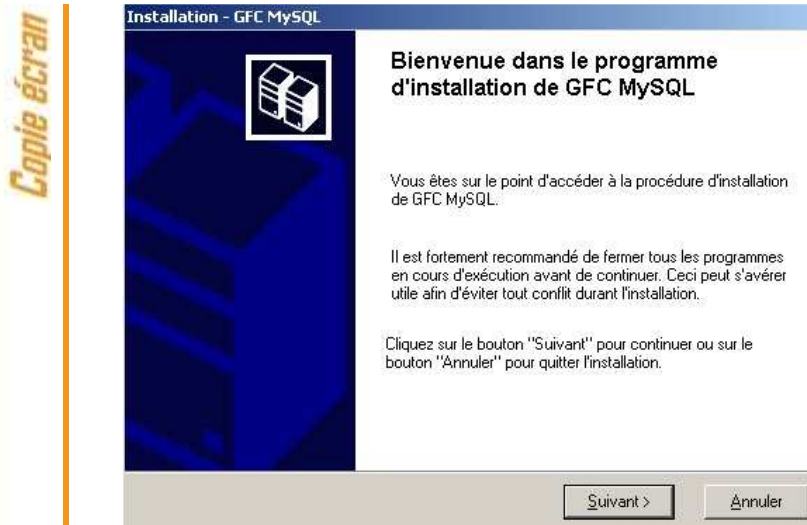 Copie écran
Installation - GFC MySQL
Bienvenue dans le programme
d'installation de GFC MySQL
Vous êtes sur le point d'accéder à la procédure d'installation
de GFC MySQL.
Il est fortement recommandé de fermer tous les programmes
en cours d'exécution avant de continuer. Ceci peut s'avérer
utile afin d'éviter tout conflit durant l'installation.
Cliquez sur le bouton "Suivant" pour continuer ou sur le
bouton "Annuler" pour quitter l'installation.
Suivant >
Annuler